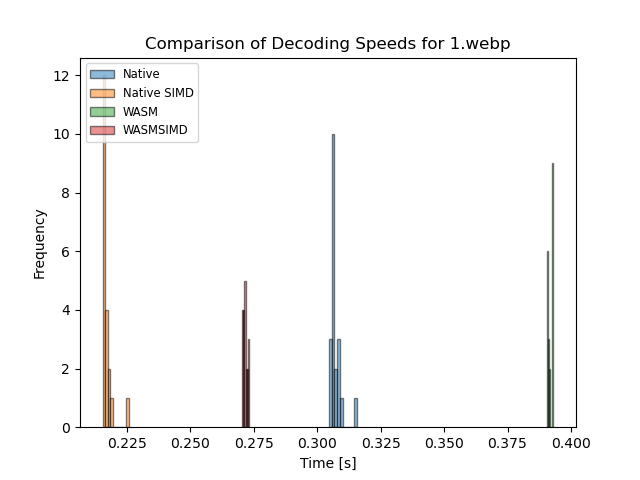 Comparison of Decoding Speeds for 1.webp
Native
Native SIMD
WASM
WASMSIMD
12
10
8
6
4
2
0
Frequency
0.225 0.250 0.275 0.300 0.325 0.350 0.375 0.400
Time [s]